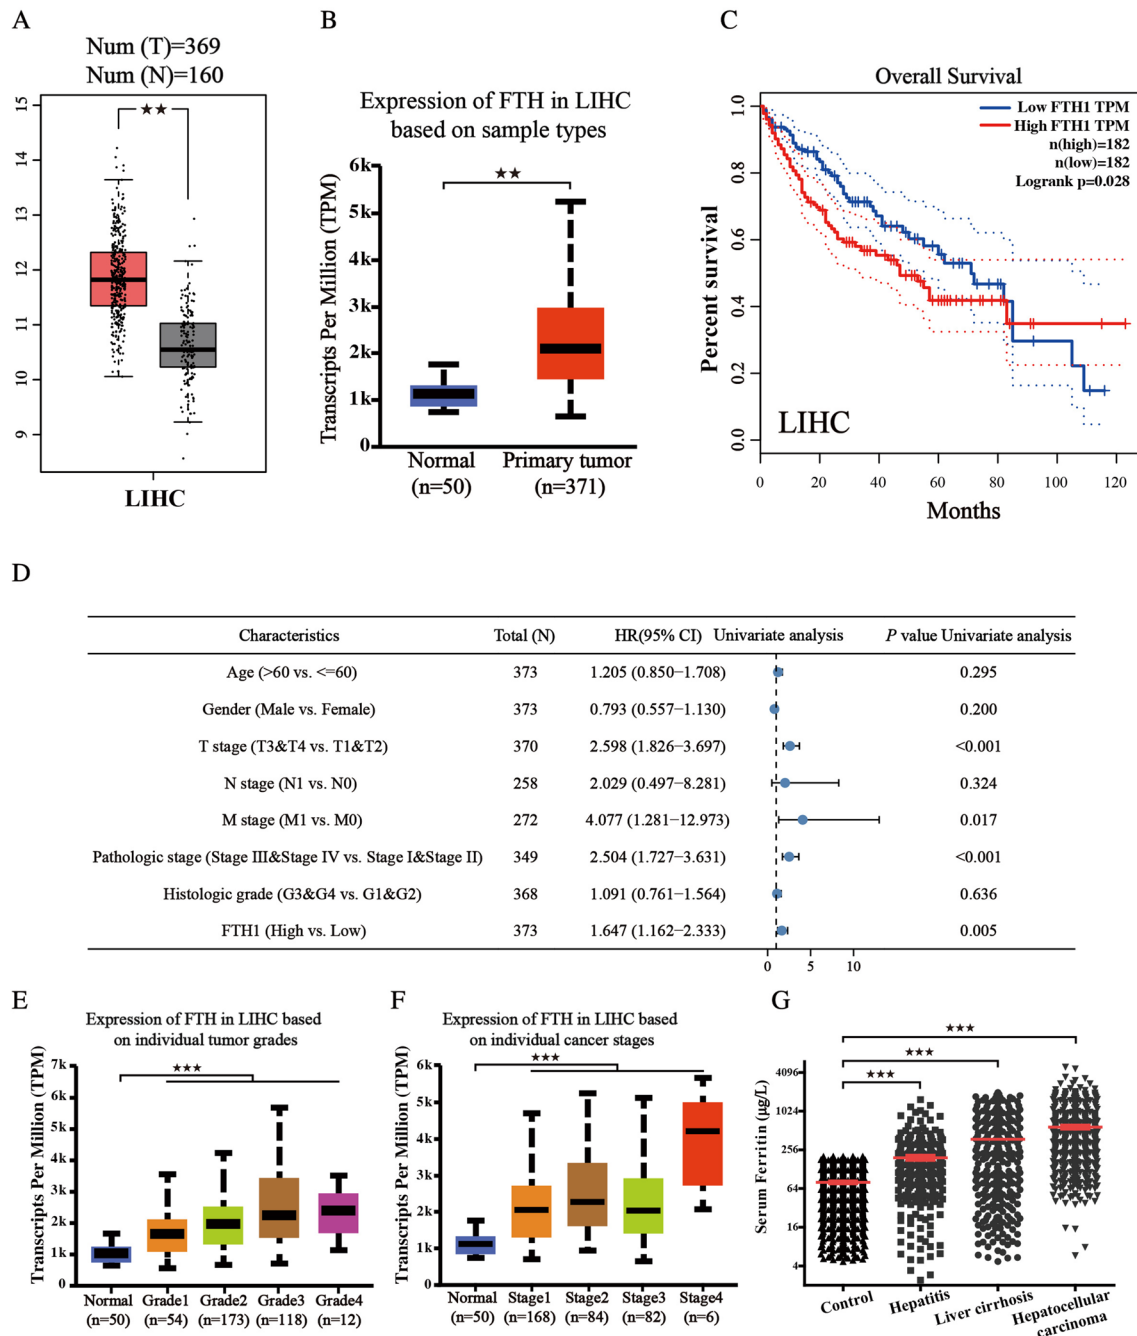 A
Num (T)=369
Num (N)=160
★★
15
14
13
12
11
10
9
LIHC
B
Expression of FTH in LIHC
based on sample types
Transcripts Per Million (TPM)
★★
6k
5k
4k
3k
2k
1k
0
Normal
(n=50)
Primary tumor
(n=371)
C
Overall Survival
Low FTH1 TPM
High FTH1 TPM
n(high)=182
n(low)=182
Logrank p=0.028
Percent survival
1.0
0.8
0.6
0.4
0.2
0.0
LIHC
0 20 40 60 80 100 120
Months
D
Characteristics Total (N) HR(95% CI) Univariate analysis P value Univariate analysis
Age (>60 vs. <=60) 373 1.205 (0.850−1.708) 0.295
Gender (Male vs. Female) 373 0.793 (0.557−1.130) 0.200
T stage (T3&T4 vs. T1&T2) 370 2.598 (1.826−3.697) <0.001
N stage (N1 vs. N0) 258 2.029 (0.497−8.281) 0.324
M stage (M1 vs. M0) 272 4.077 (1.281−12.973) 0.017
Pathologic stage (Stage III&Stage IV vs. Stage I&Stage II) 349 2.504 (1.727−3.631) <0.001
Histologic grade (G3&G4 vs. G1&G2) 368 1.091 (0.761−1.564) 0.636
FTH1 (High vs. Low) 373 1.647 (1.162−2.333) 0.005
0 5 10
E
Expression of FTH in LIHC based
on individual tumor grades
Transcripts Per Million (TPM)
★★★
7k
6k
5k
4k
3k
2k
1k
0
Normal Grade1 Grade2 Grade3 Grade4
(n=50) (n=54) (n=173) (n=118) (n=12)
F
Expression of FTH in LIHC based
on individual cancer stages
Transcripts Per Million (TPM)
★★★
6k
5k
4k
3k
2k
1k
0
Normal Stage1 Stage2 Stage3 Stage4
(n=50) (n=168) (n=84) (n=82) (n=6)
G
★★★
★★★
★★★
Serum Ferritin (µg/L)
4096
1024
256
64
16
4
Control
Hepatitis
Liver cirrhosis
Hepatocellular
carcinoma